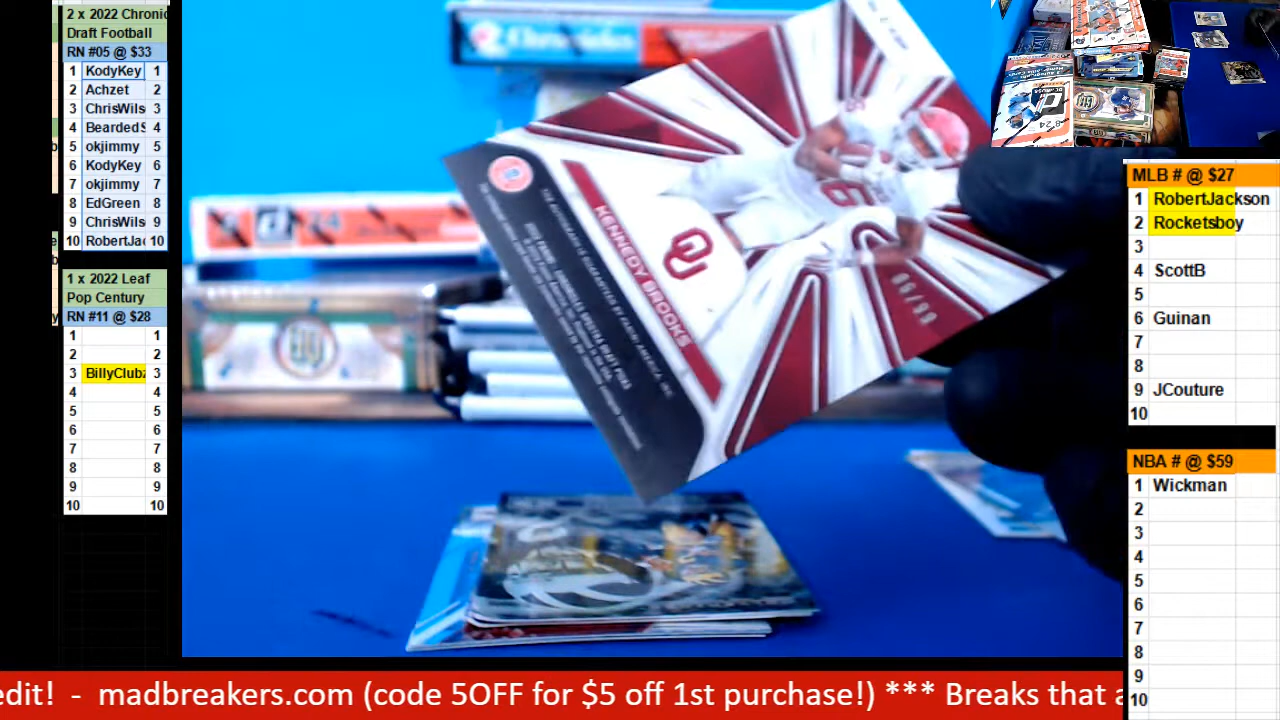 2 x 2022 Chronic
Draft Football
RN #05 @ $33
1 KodyKey 1
2 Achzet 2
3 ChrisWils 3
4 BeardedS 4
5 okjimmy 5
6 KodyKey 6
7 okjimmy 7
8 EdGreen 8
9 ChrisWils 9
10 RobertJa 10
1 x 2022 Leaf
Pop Century
RN #11 @ $28
1 1
2 2
3 BillyClubz 3
4 4
5 5
6 6
7 7
8 8
9 9
10 10
Chronicles
KENNEDY BROOKS
OU
MLB # @ $27
1 RobertJackson
2 Rocketsboy
3
4 ScottB
5
6 Guinan
7
8
9 JCouture
10
NBA # @ $59
1 Wickman
2
3
4
5
6
7
8
9
10
edit! - madbreakers.com (code 5OFF for $5 off 1st purchase!) *** Breaks that a